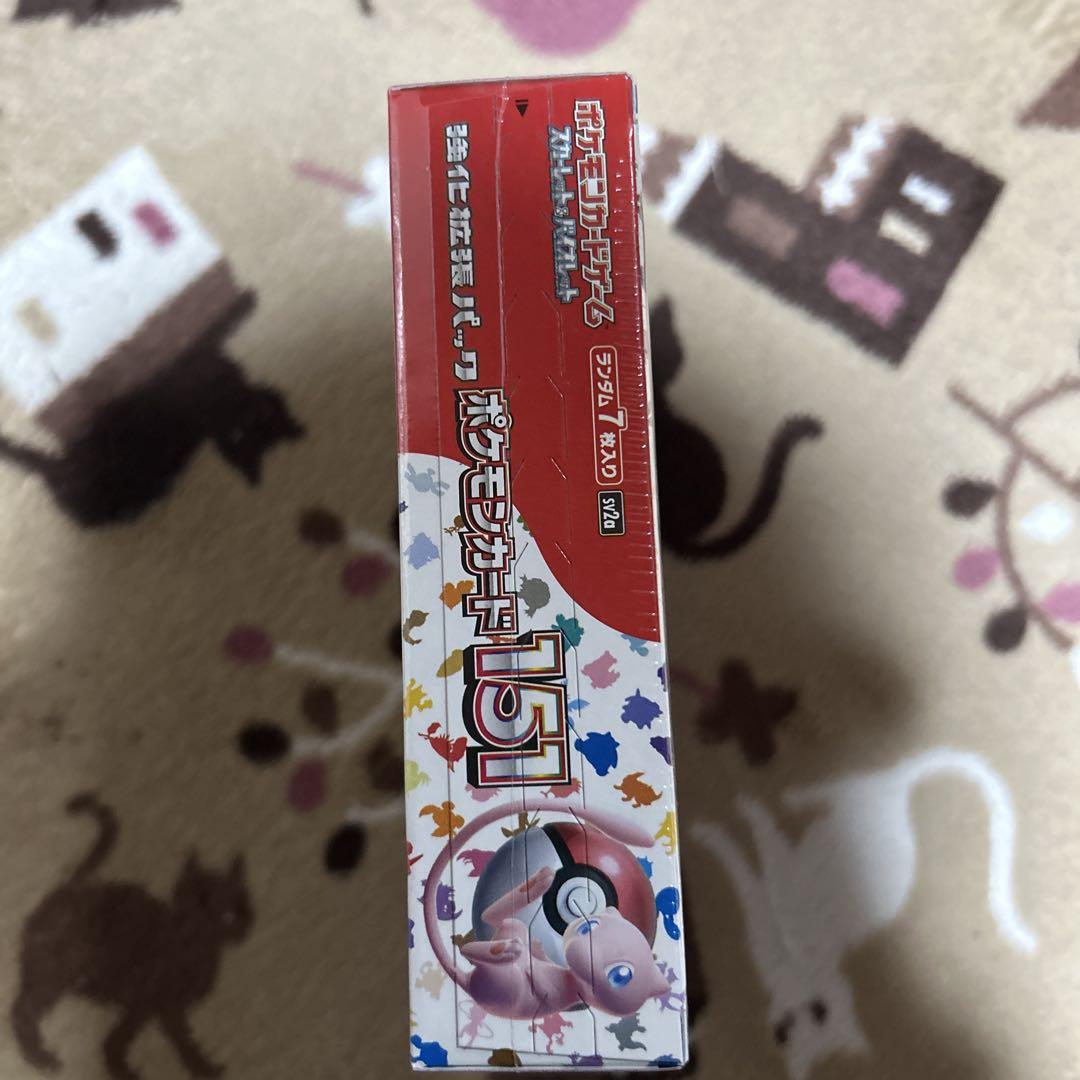 ポケモンカードゲーム
スカーレット&バイオレット
ランダム7枚入り
sv2a
強化拡張パック
ポケモンカード151